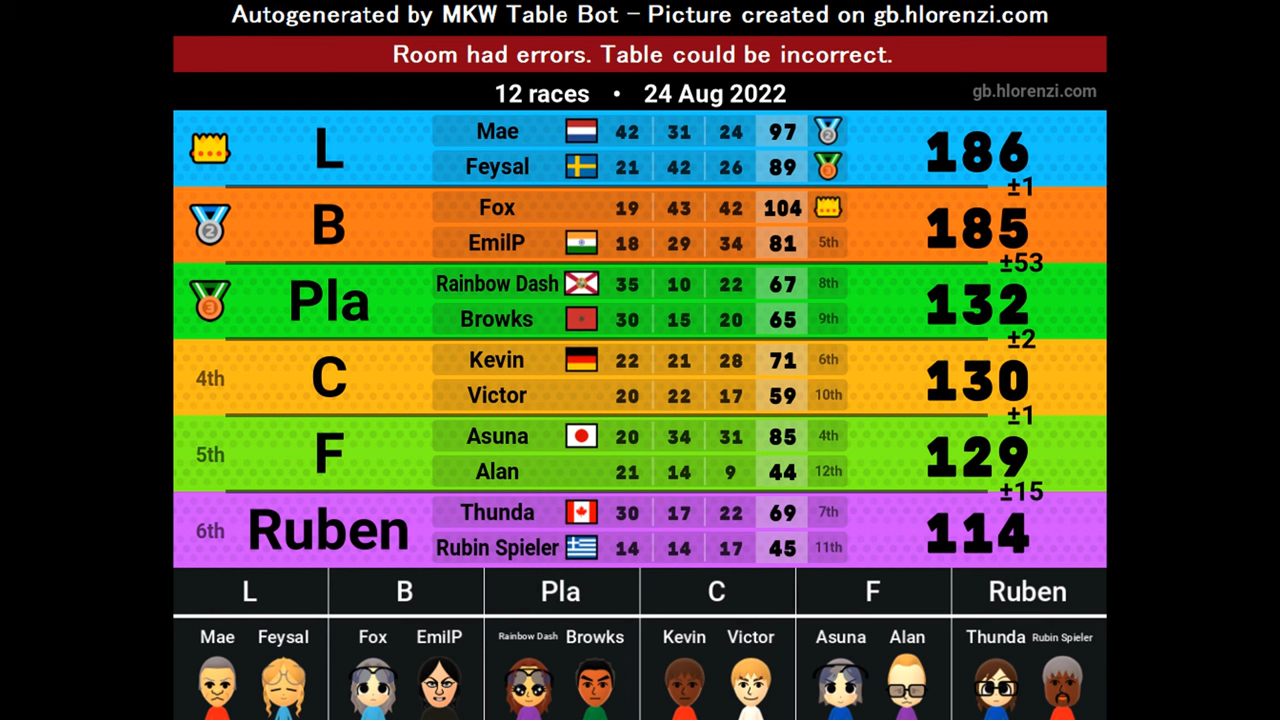 Autogenerated by MKW Table Bot – Picture created on gb.hlorenzi.com
Room had errors. Table could be incorrect.
12 races • 24 Aug 2022 gb.hlorenzi.com
L Mae 42 31 24 97 2 186
Feysal 21 42 26 89 3
±1
2 B Fox 19 43 42 104 185
EmilP 18 29 34 81 5th
±53
3 Pla Rainbow Dash 35 10 22 67 8th 132
Browks 30 15 20 65 9th
±2
4th C Kevin 22 21 28 71 6th 130
Victor 20 22 17 59 10th
±1
5th F Asuna 20 34 31 85 4th 129
Alan 21 14 9 44 12th
±15
6th Ruben Thunda 30 17 22 69 7th 114
Rubin Spieler 14 14 17 45 11th
L B Pla C F Ruben
Mae Feysal Fox EmilP Rainbow Dash Browks Kevin Victor Asuna Alan Thunda Rubin Spieler